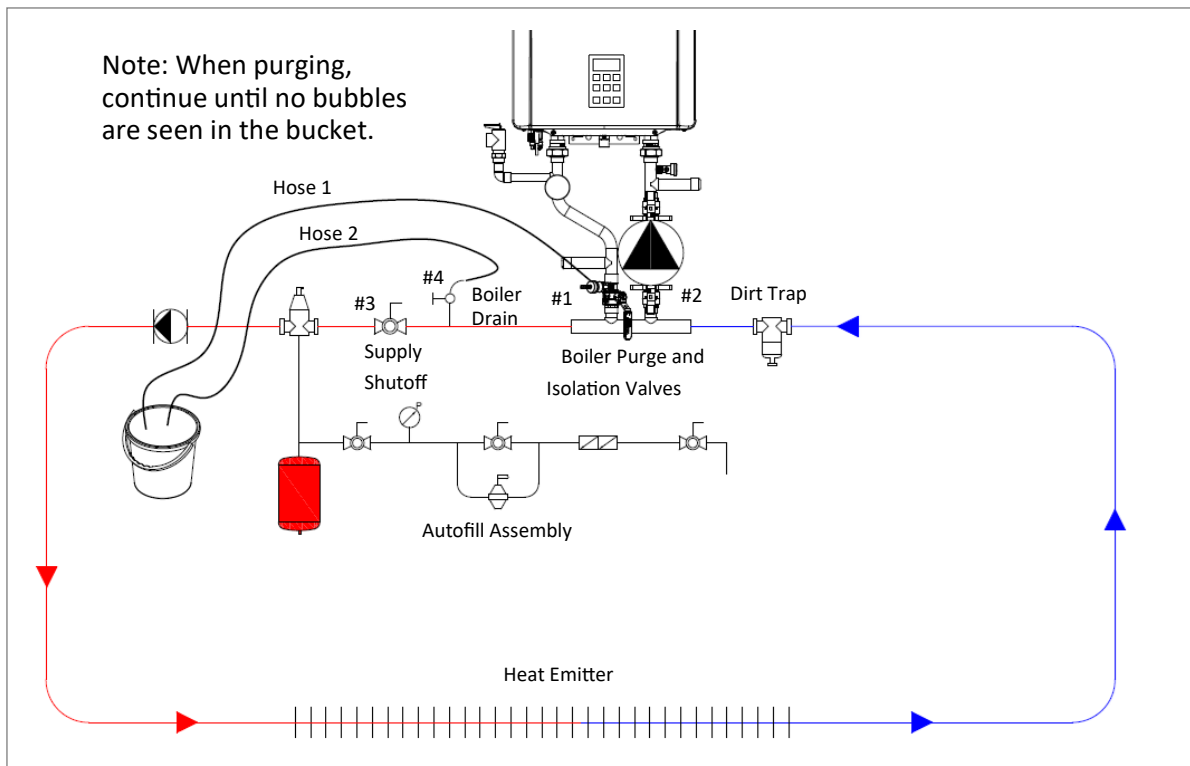 Note: When purging,
continue until no bubbles
are seen in the bucket.
Hose 1
Hose 2
#4
#3
Boiler
Drain
#1
#2
Dirt Trap
Supply
Shutoff
Boiler Purge and
Isolation Valves
P
Autofill Assembly
Heat Emitter